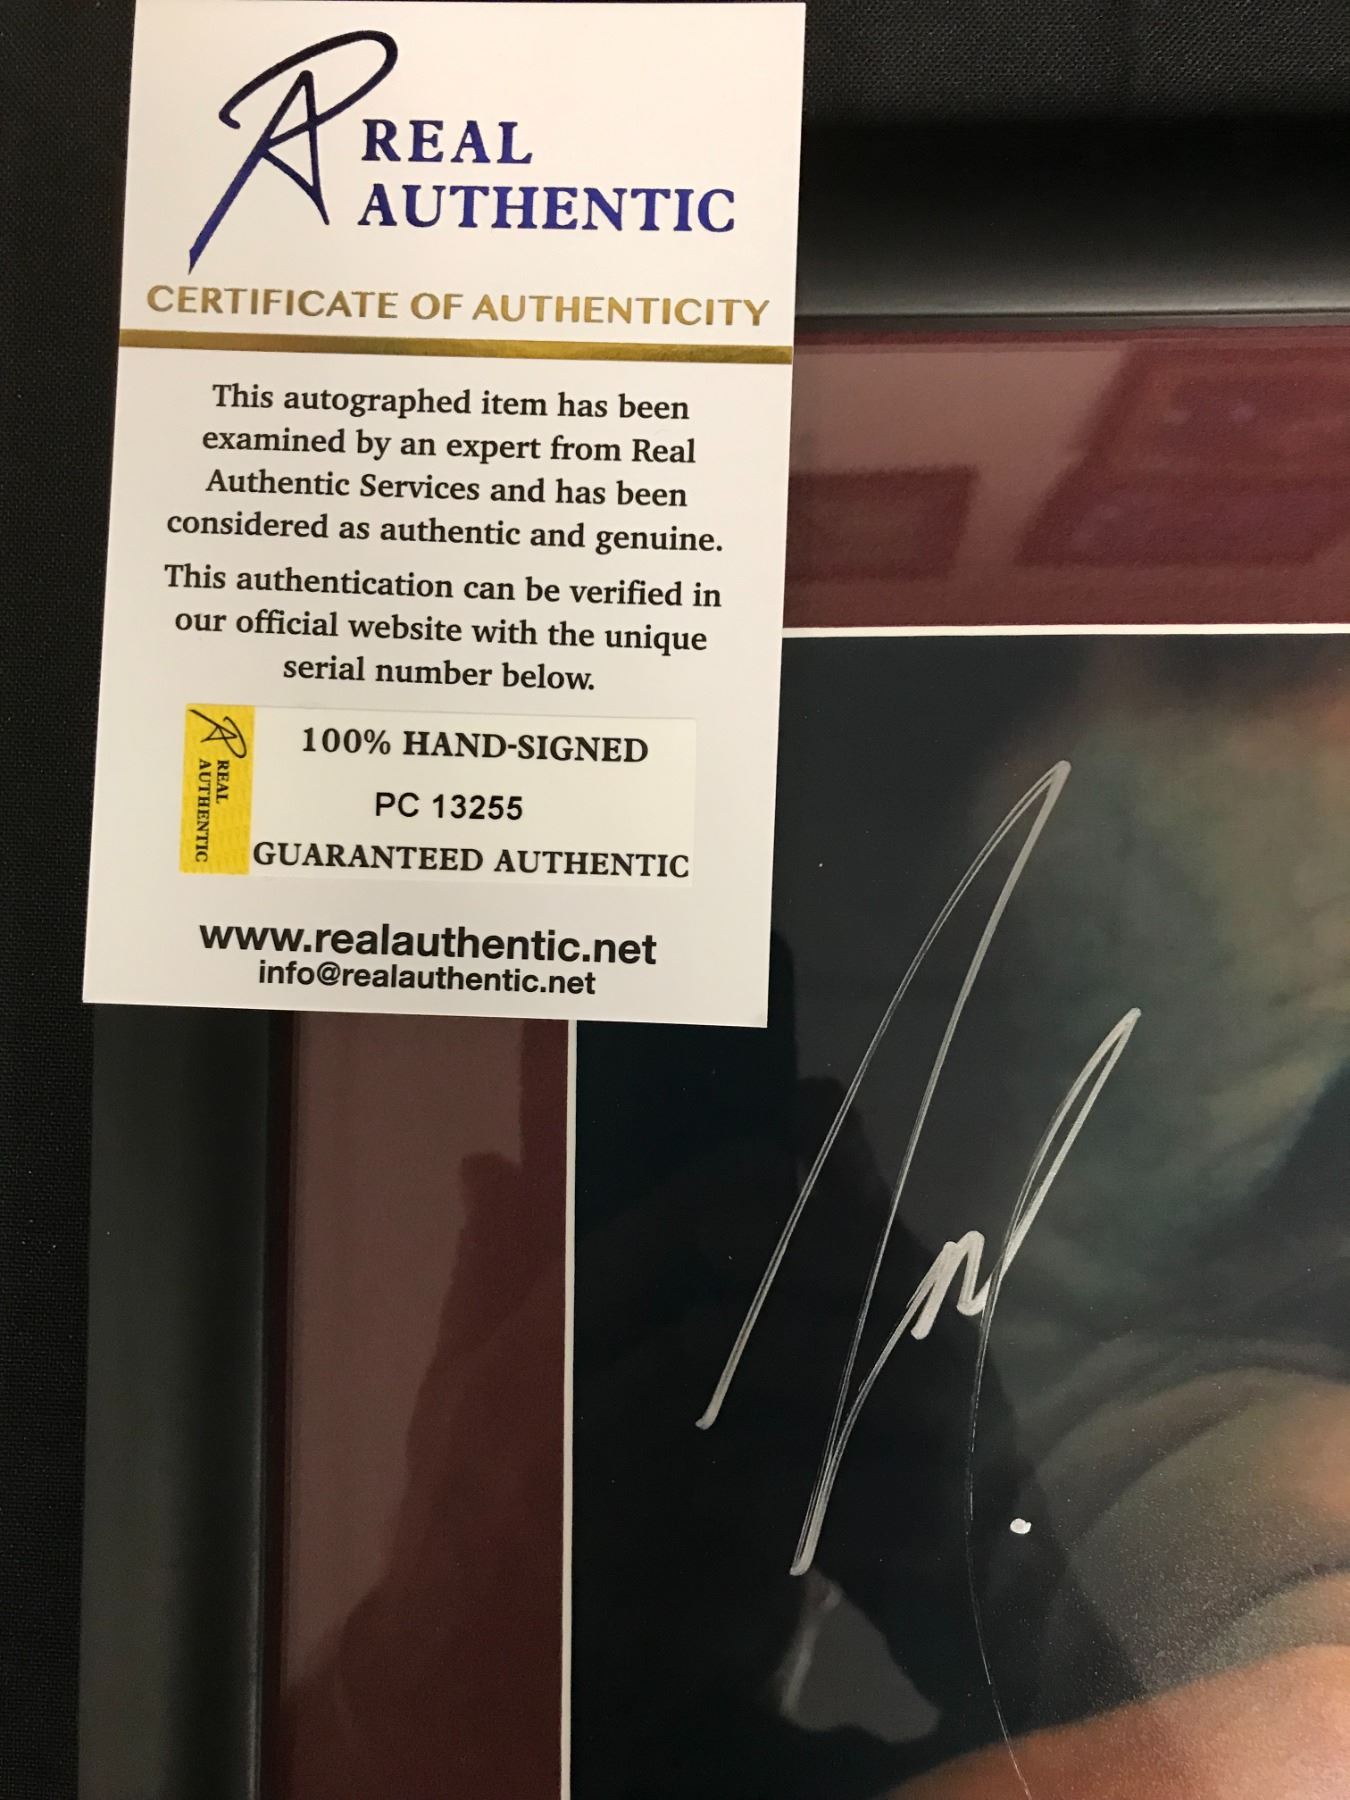 REAL
AUTHENTIC
CERTIFICATE OF AUTHENTICITY
This autographed item has been
examined by an expert from Real
Authentic Services and has been
considered as authentic and genuine.
This authentication can be verified in
our official website with the unique
serial number below.
REAL
AUTHENTIC
100% HAND-SIGNED
PC 13255
GUARANTEED AUTHENTIC
www.realauthentic.net
info@realauthentic.net